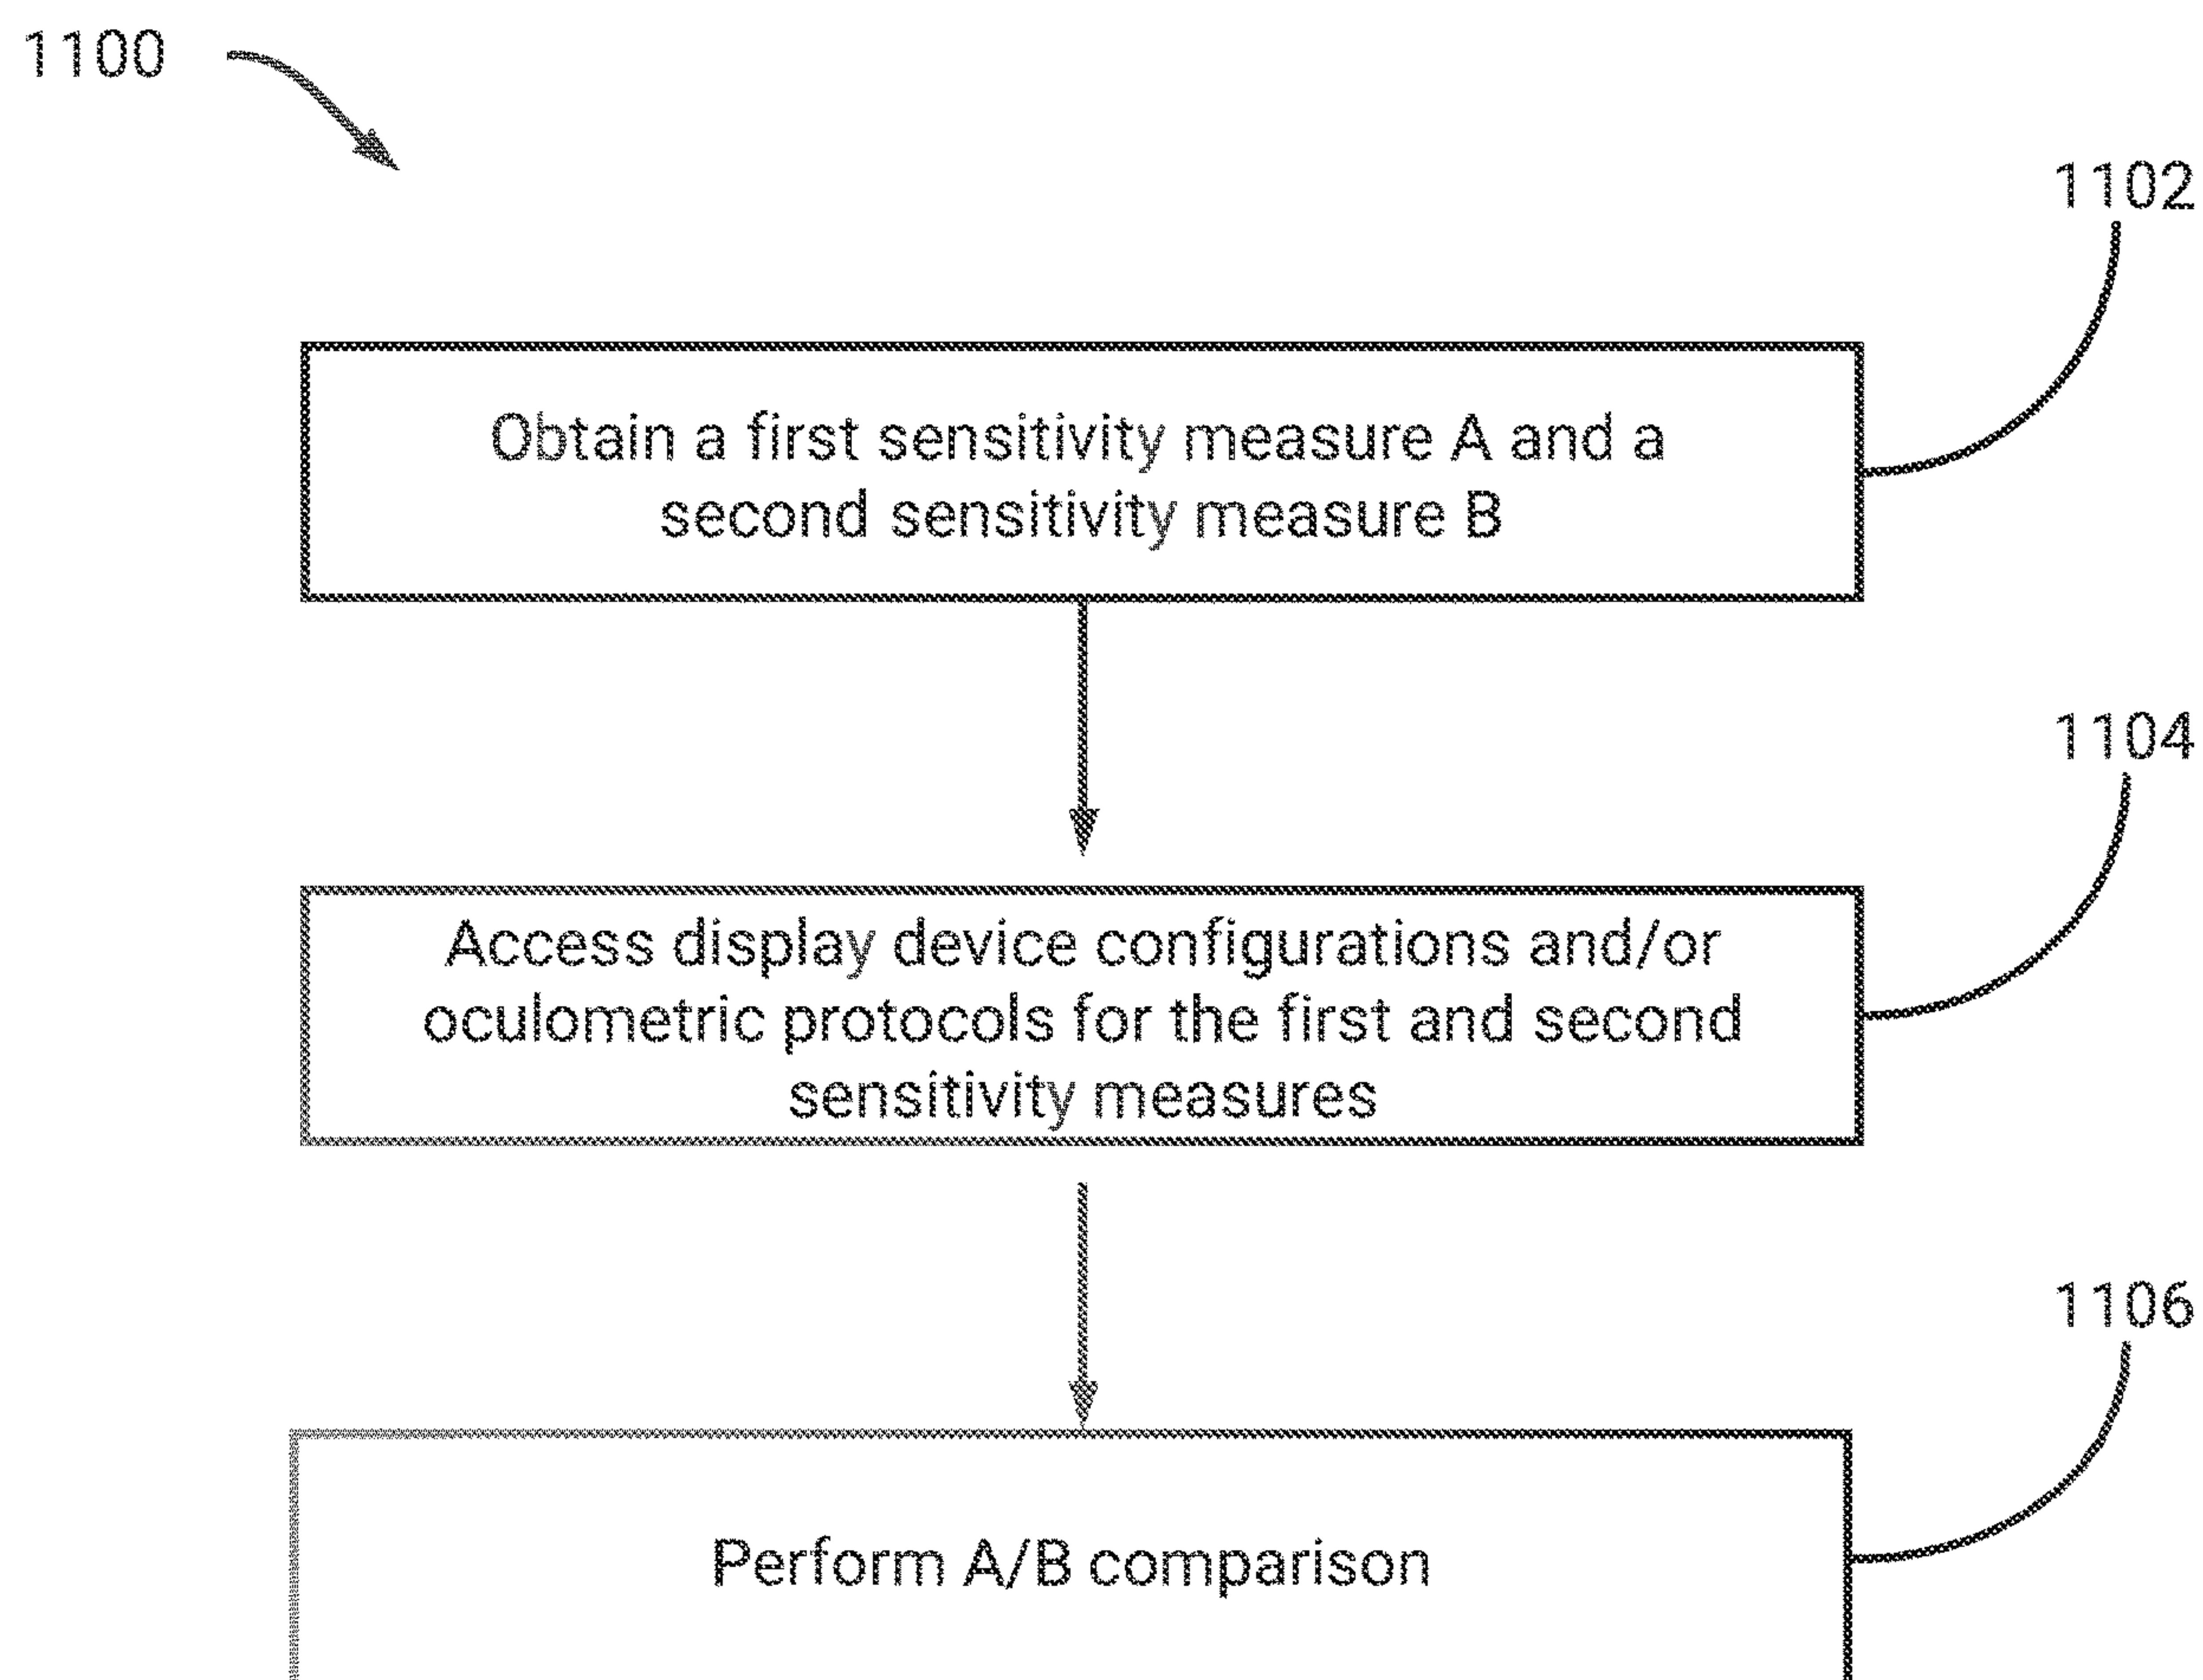 1100
1102
Obtain a first sensitivity measure A and a
second sensitivity measure B
1104
Access display device configurations and/or
oculometric protocols for the first and second
sensitivity measures
1106
Perform A/B comparison